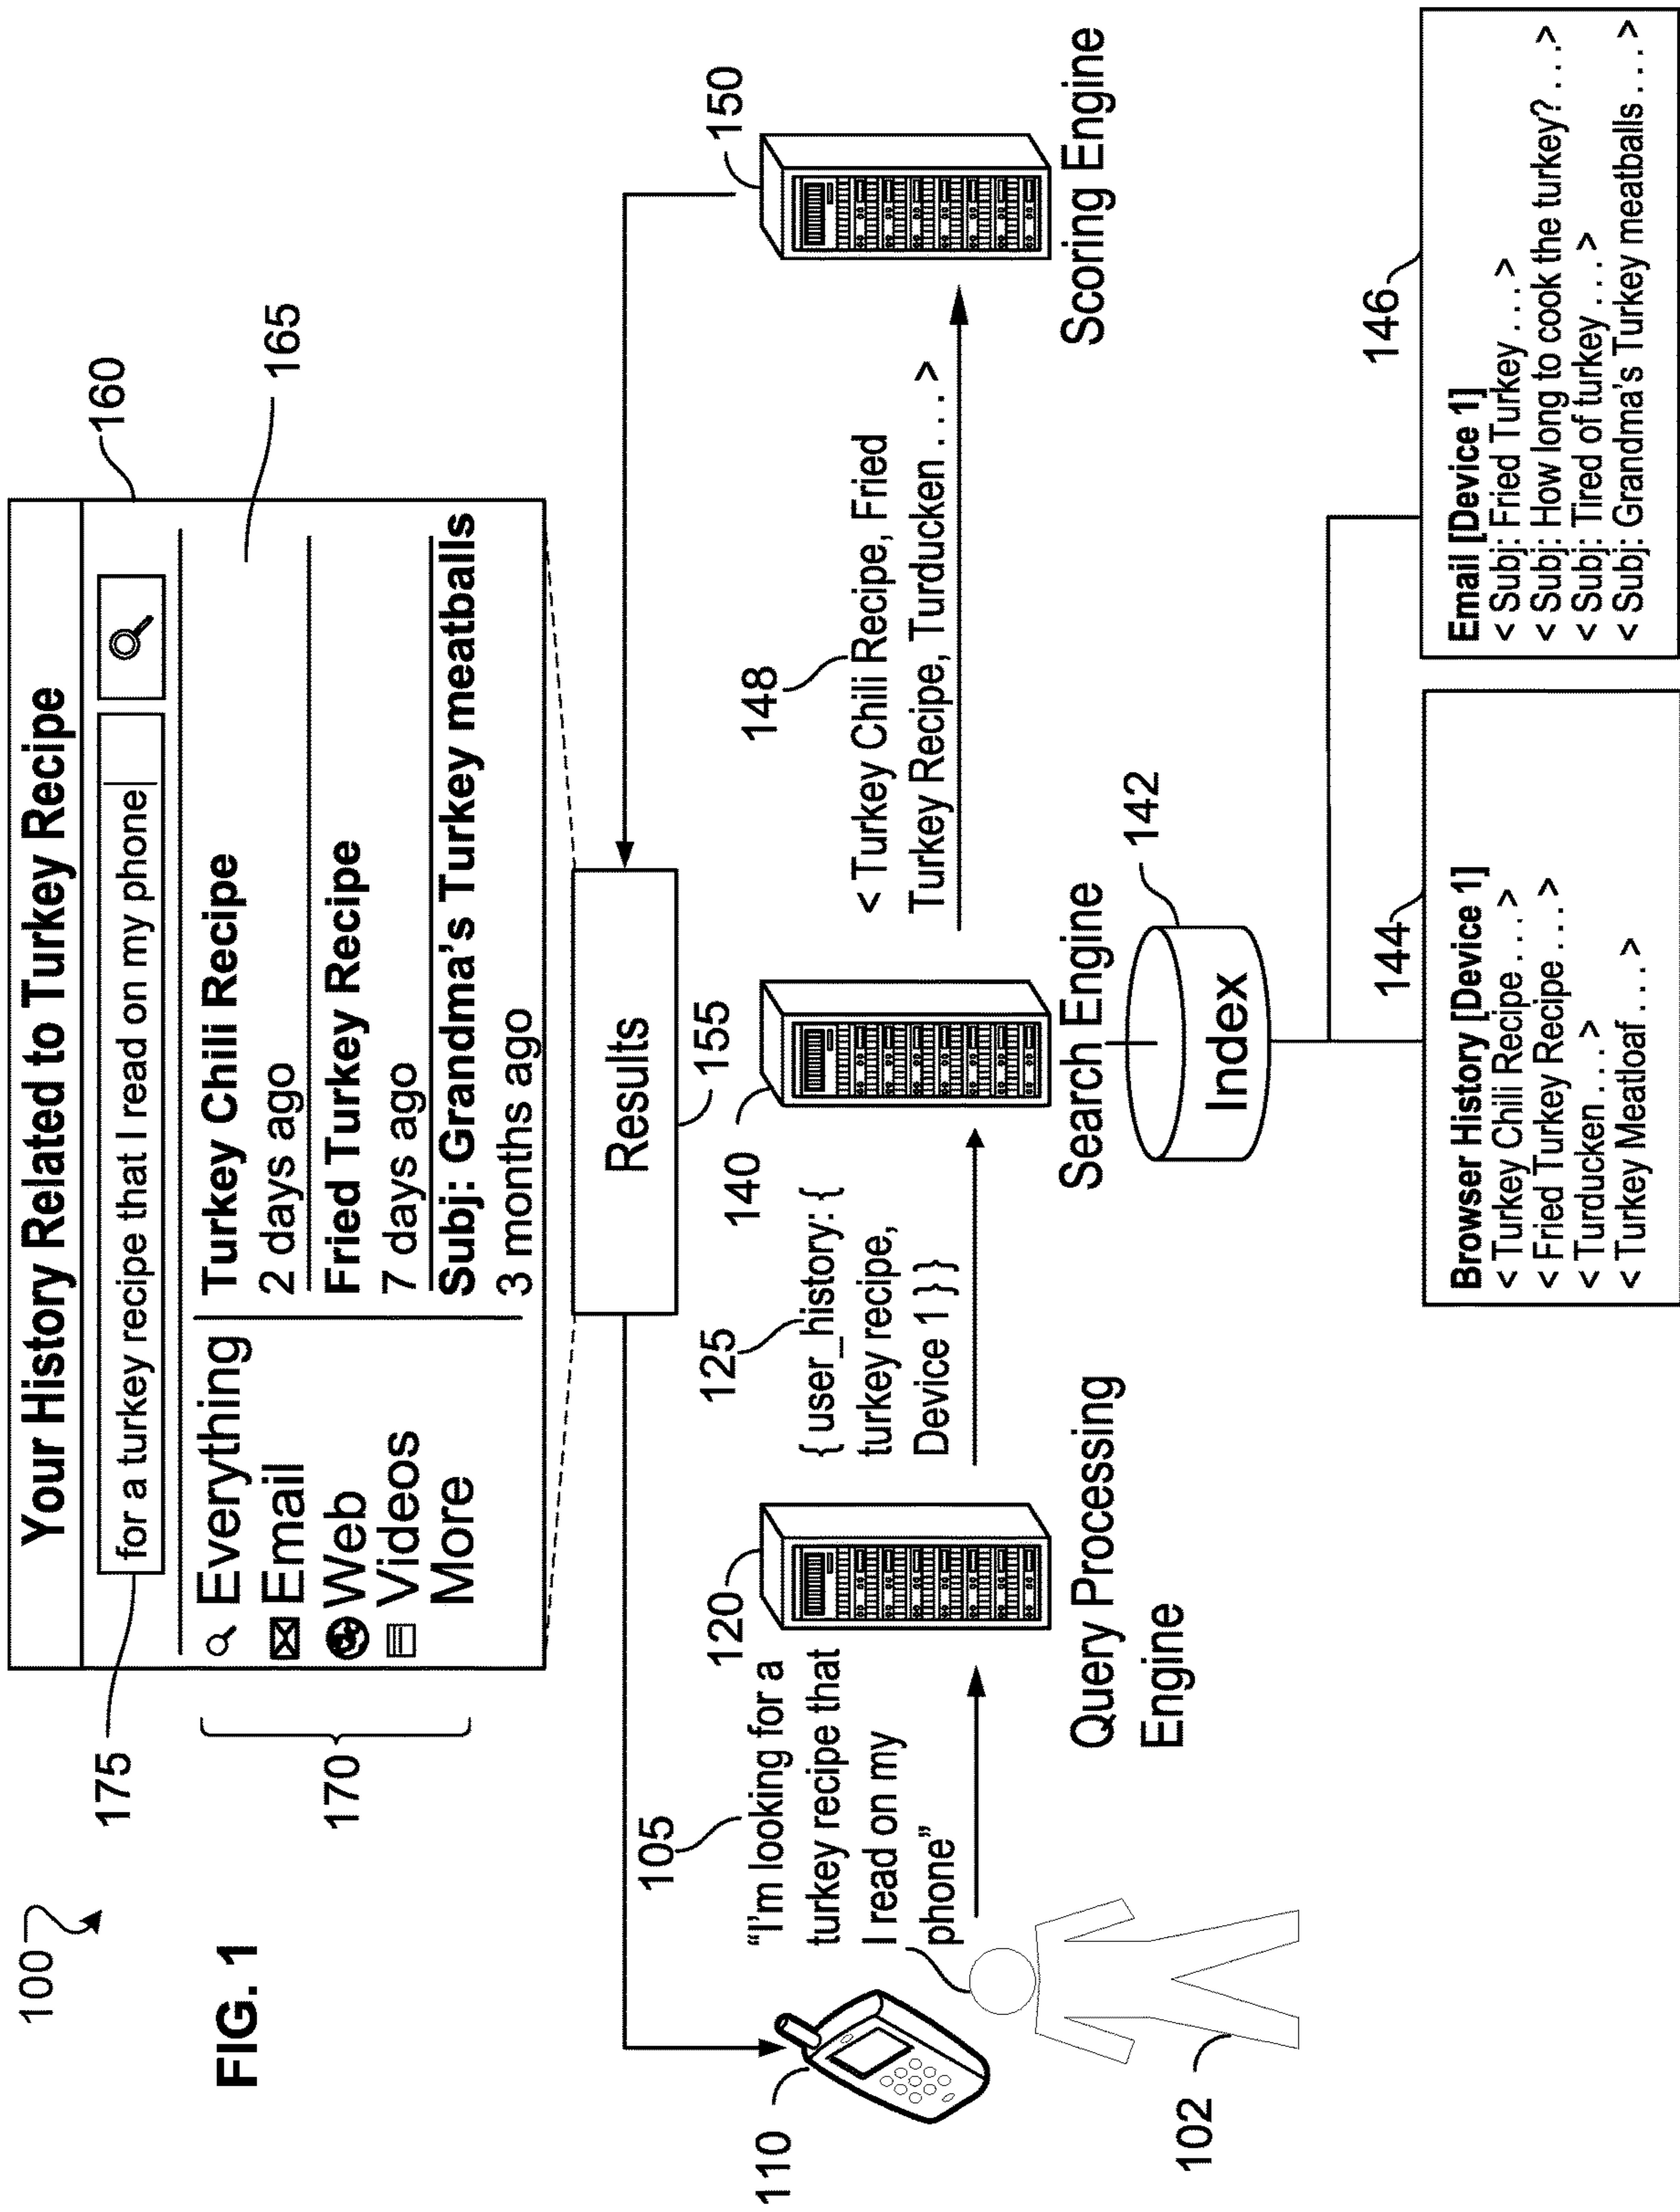 100
FIG. 1
Your History Related to Turkey Recipe
160
175
for a turkey recipe that I read on my phone
170
Everything
Email
Web
Videos
More
Turkey Chili Recipe
2 days ago
Fried Turkey Recipe
7 days ago
Subj: Grandma's Turkey meatballs
3 months ago
165
Results
155
105
"I'm looking for a
turkey recipe that
I read on my
phone"
110
102
120
Query Processing
Engine
125
{ user_history: {
turkey recipe,
Device 1 } }
140
Search Engine
142
Index
148
< Turkey Chili Recipe, Fried
Turkey Recipe, Turducken . . . >
150
Scoring Engine
144
Browser History [Device 1]
< Turkey Chili Recipe . . . >
< Fried Turkey Recipe . . . >
< Turducken . . . >
< Turkey Meatloaf . . . >
146
Email [Device 1]
< Subj: Fried Turkey . . . >
< Subj: How long to cook the turkey? . . .>
< Subj: Tired of turkey . . . >
< Subj: Grandma's Turkey meatballs . . . >